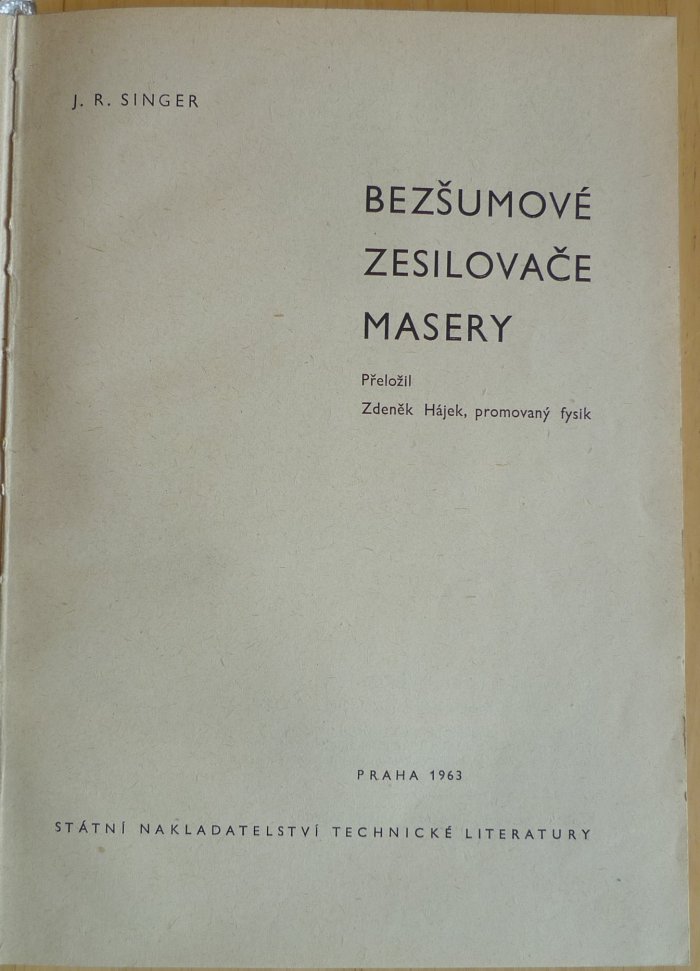 J. R. SINGER
BEZŠUMOVÉ
ZESILOVAČE
MASERY
Přeložil
Zdeněk Hájek, promovaný fysik
PRAHA 1963
STÁTNÍ NAKLADATELSTVÍ TECHNICKÉ LITERATURY